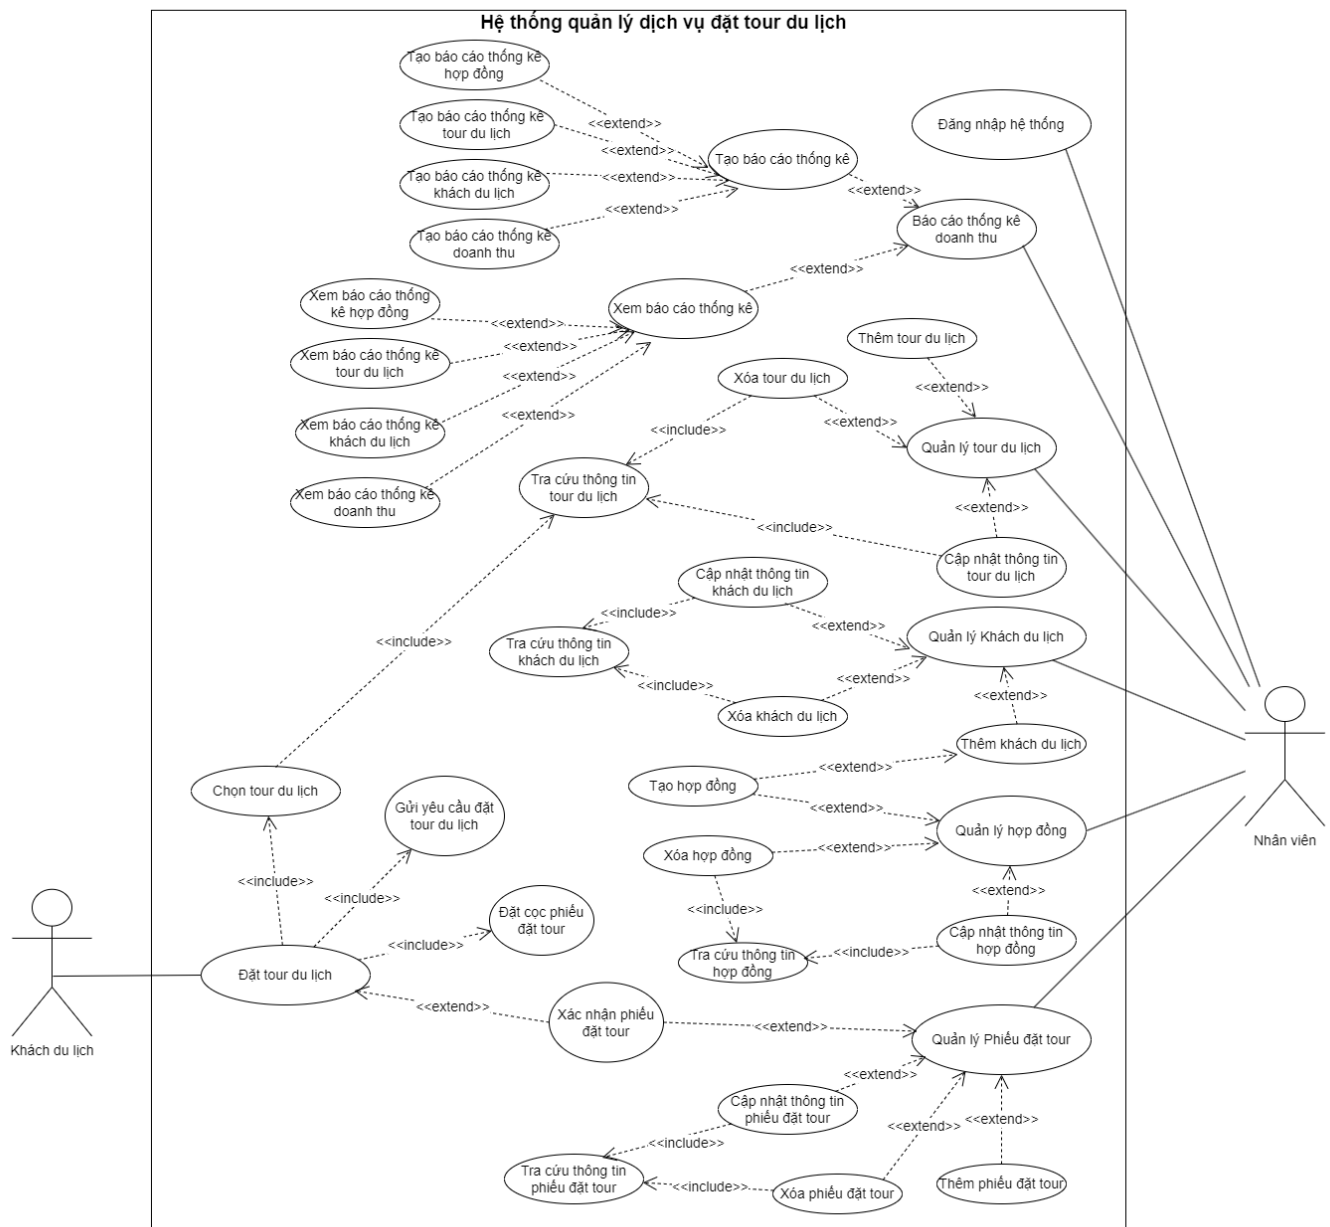 Hệ thống quản lý dịch vụ đặt tour du lịch
Tạo báo cáo thống kê
hợp đồng
Tạo báo cáo thống kê
tour du lịch
Tạo báo cáo thống kê
khách du lịch
Tạo báo cáo thống kê
doanh thu
<<extend>>
<<extend>>
<<extend>>
<<extend>>
Tạo báo cáo thống kê
<<extend>>
Đăng nhập hệ thống
Báo cáo thống kê
doanh thu
<<extend>>
Xem báo cáo thống kê
Xem báo cáo thống
kê hợp đồng
Xem báo cáo thống kê
tour du lịch
Xem báo cáo thống kê
khách du lịch
Xem báo cáo thống kê
doanh thu
<<extend>>
<<extend>>
<<extend>>
<<extend>>
Thêm tour du lịch
<<extend>>
Xóa tour du lịch
<<extend>>
<<include>>
Quản lý tour du lịch
Tra cứu thông tin
tour du lịch
<<extend>>
<<include>>
Cập nhật thông tin
tour du lịch
Cập nhật thông tin
khách du lịch
<<include>>
<<extend>>
Tra cứu thông tin
khách du lịch
Quản lý Khách du lịch
<<include>>
<<include>>
<<extend>>
<<extend>>
Xóa khách du lịch
Thêm khách du lịch
<<extend>>
Tạo hợp đồng
<<extend>>
Chọn tour du lịch
Gửi yêu cầu đặt
tour du lịch
Quản lý hợp đồng
Nhân viên
Xóa hợp đồng
<<extend>>
<<include>>
<<include>>
<<include>>
<<extend>>
Đặt cọc phiếu
đặt tour
<<include>>
Cập nhật thông tin
hợp đồng
<<include>>
Tra cứu thông tin
hợp đồng
Đặt tour du lịch
<<extend>>
Xác nhận phiếu
đặt tour
<<extend>>
Quản lý Phiếu đặt tour
Khách du lịch
<<extend>>
Cập nhật thông tin
phiếu đặt tour
<<extend>>
<<extend>>
<<include>>
Tra cứu thông tin
phiếu đặt tour
<<include>>
Xóa phiếu đặt tour
Thêm phiếu đặt tour